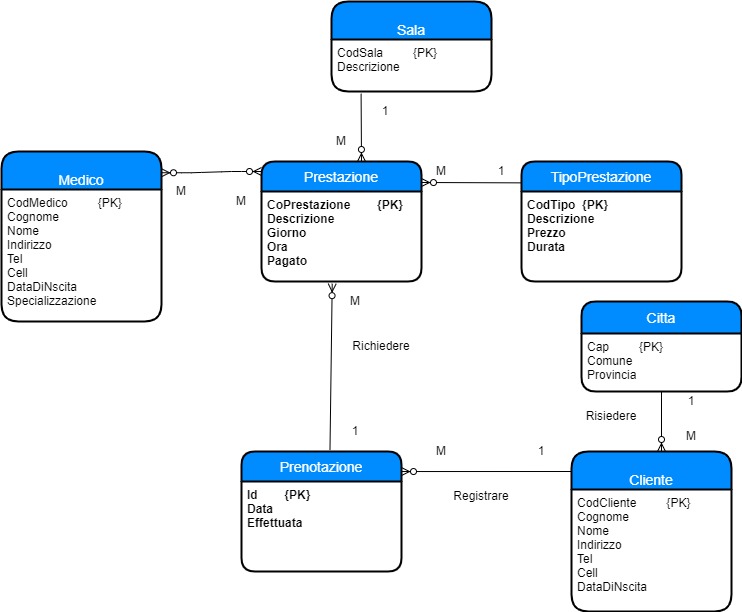 Sala
CodSala {PK}
Descrizione
1
M
Medico
CodMedico {PK}
Cognome
Nome
Indirizzo
Tel
Cell
DataDiNscita
Specializzazione
M
M
Prestazione
CoPrestazione {PK}
Descrizione
Giorno
Ora
Pagato
M
1
TipoPrestazione
CodTipo {PK}
Descrizione
Prezzo
Durata
M
Richiedere
1
Citta
Cap {PK}
Comune
Provincia
1
Risiedere
M
Prenotazione
Id {PK}
Data
Effettuata
M
1
Registrare
Cliente
CodCliente {PK}
Cognome
Nome
Indirizzo
Tel
Cell
DataDiNscita